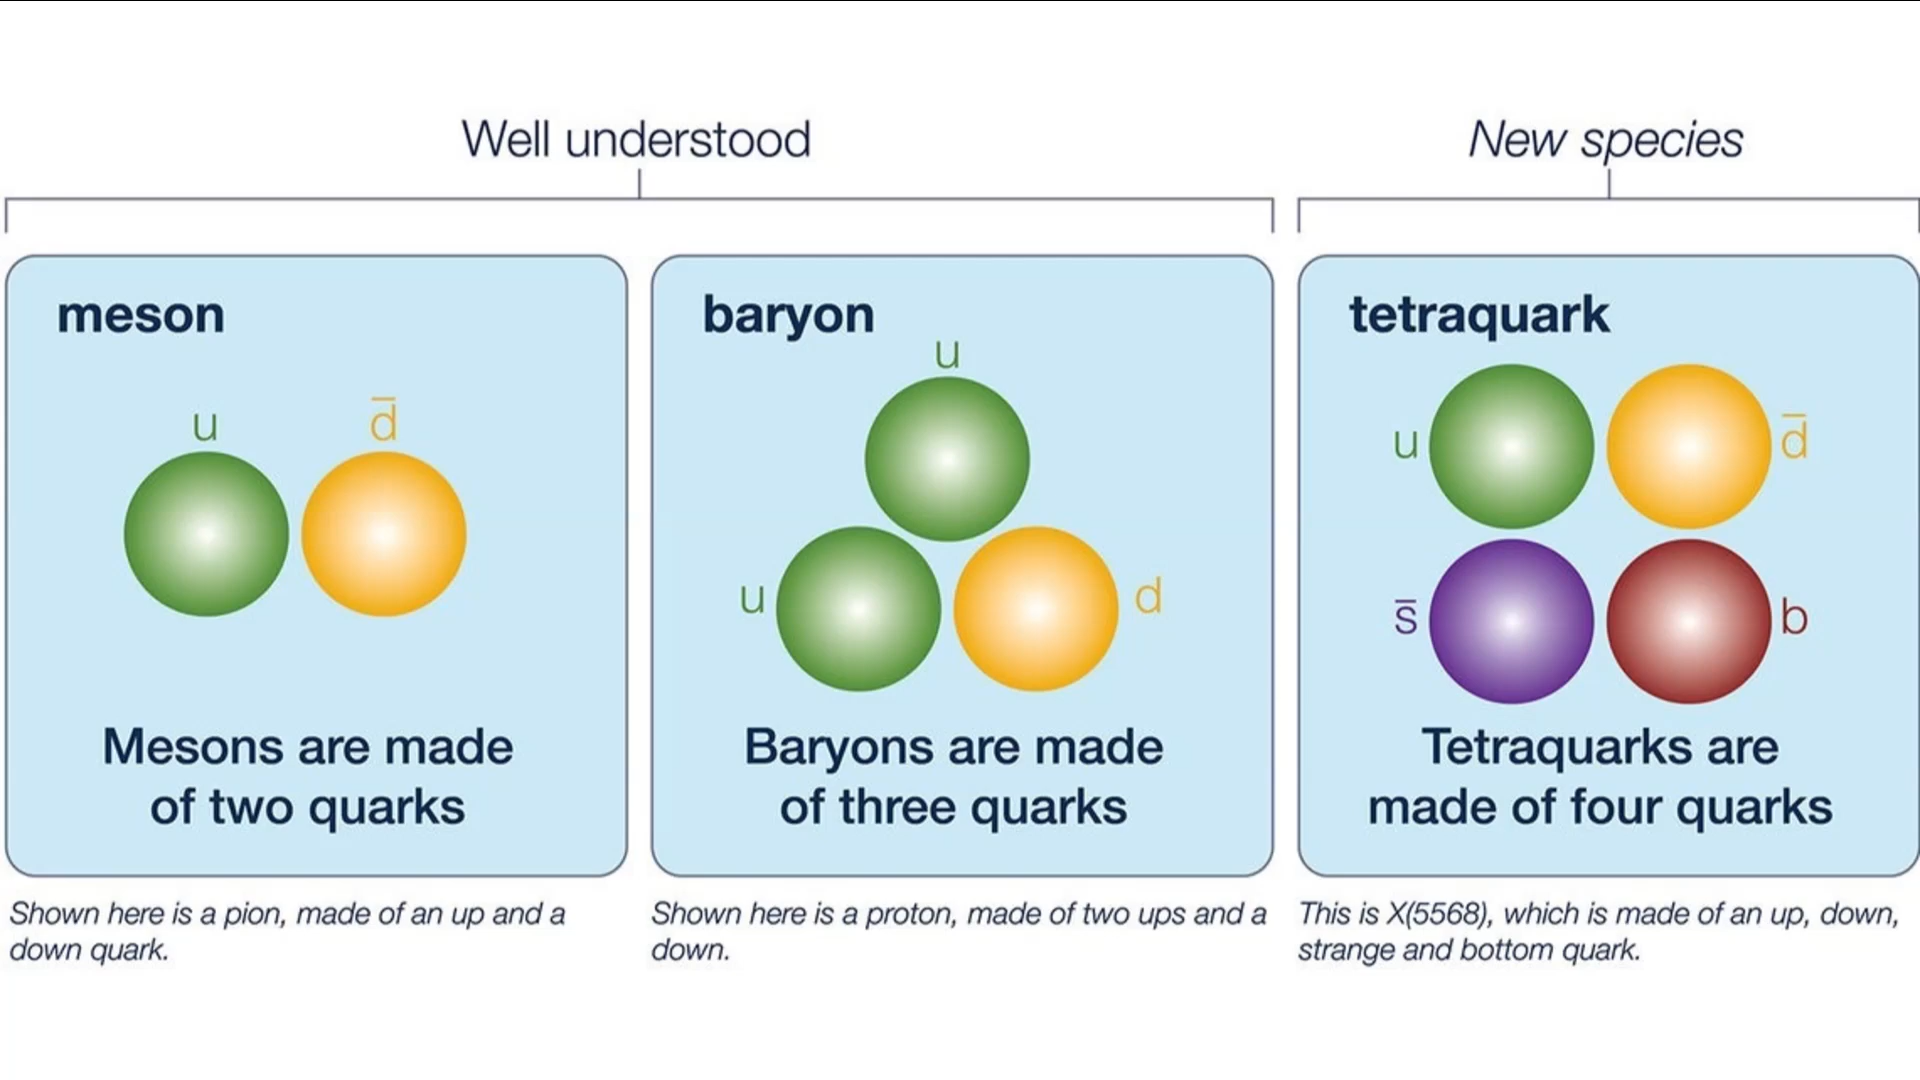 Well understood
New species
meson
u
d̅
Mesons are made
of two quarks
Shown here is a pion, made of an up and a
down quark.
baryon
u
u
d
Baryons are made
of three quarks
Shown here is a proton, made of two ups and a
down.
tetraquark
u
d̅
s̅
b
Tetraquarks are
made of four quarks
This is X(5568), which is made of an up, down,
strange and bottom quark.